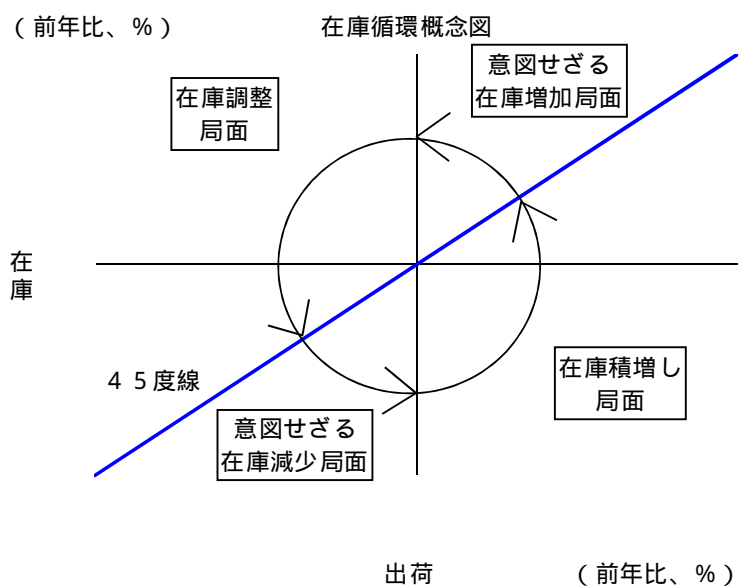 （前年比、％）
在庫循環概念図
意図せざる
在庫増加局面
在庫調整
局面
在
庫
４５度線
在庫積増し
局面
意図せざる
在庫減少局面
出荷
（前年比、％）